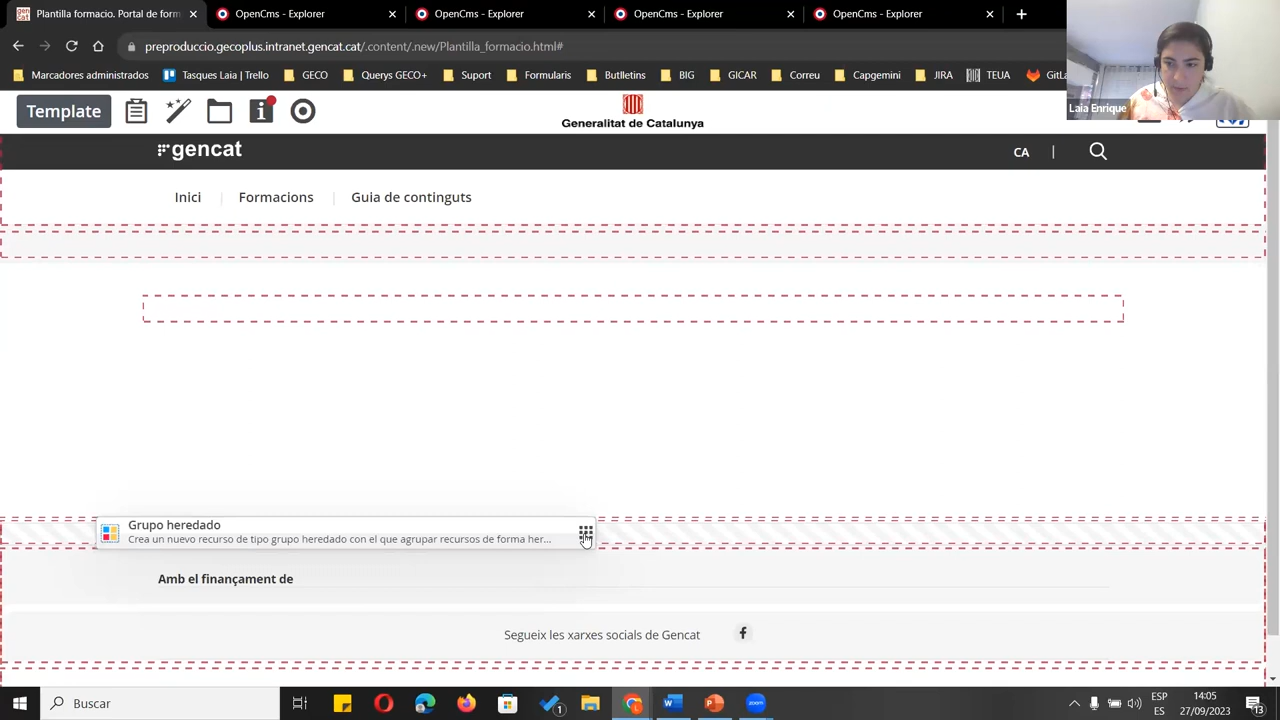 Plantilla formacio. Portal de form
OpenCms - Explorer
OpenCms - Explorer
OpenCms - Explorer
OpenCms - Explorer
preproduccio.gecoplus.intranet.gencat.cat/.content/.new/Plantilla_formacio.html#
Marcadores administrados
Tasques Laia | Trello
GECO
Querys GECO+
Suport
Formularis
Butlletins
BIG
GICAR
Correu
Capgemini
JIRA
TEUA
GitLa
Laia Enrique
Template
Generalitat de Catalunya
gencat
CA
Inici
Formacions
Guia de continguts
Grupo heredado
Crea un nuevo recurso de tipo grupo heredado con el que agrupar recursos de forma her...
Amb el finançament de
Segueix les xarxes socials de Gencat
Buscar
1
zoom
ESP
ES
14:05
27/09/2023
13